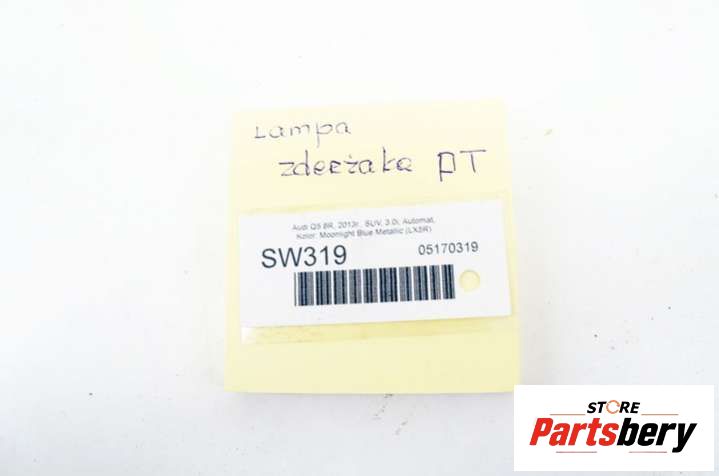 Lampa
zderzaka PT
Audi Q5 8R, 2013r., SUV, 3.0i, Automat,
Kolor: Moonlight Blue Metallic (LX5R)
SW319 05170319
STORE
Partsbery